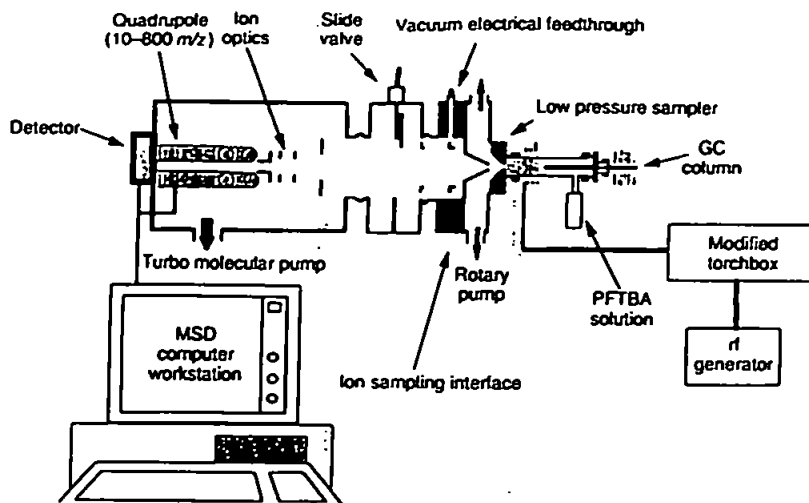 Quadrupole
(10–800 m/z)
Ion
optics
Slide
valve
Vacuum electrical feedthrough
Low pressure sampler
Detector
GC
column
Turbo molecular pump
Rotary
pump
PFTBA
solution
Modified
torchbox
MSD
computer
workstation
Ion sampling interface
rf
generator